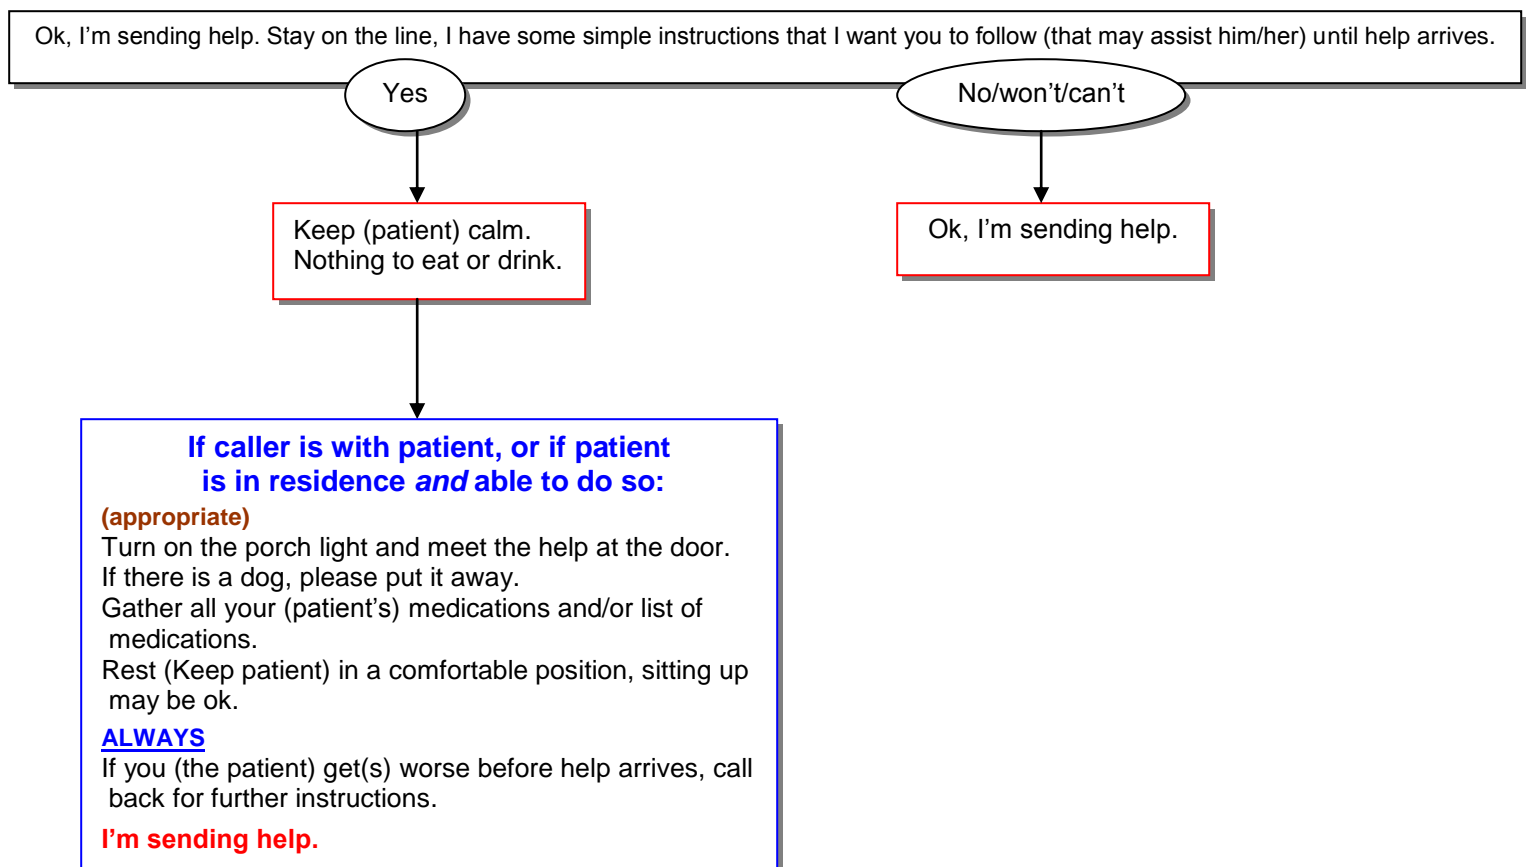 Ok, I’m sending help. Stay on the line, I have some simple instructions that I want you to follow (that may assist him/her) until help arrives.
Yes
No/won’t/can’t
Keep (patient) calm.
Nothing to eat or drink.
Ok, I’m sending help.
If caller is with patient, or if patient
is in residence and able to do so:
(appropriate)
Turn on the porch light and meet the help at the door.
If there is a dog, please put it away.
Gather all your (patient’s) medications and/or list of
medications.
Rest (Keep patient) in a comfortable position, sitting up
may be ok.
ALWAYS
If you (the patient) get(s) worse before help arrives, call
back for further instructions.
I’m sending help.